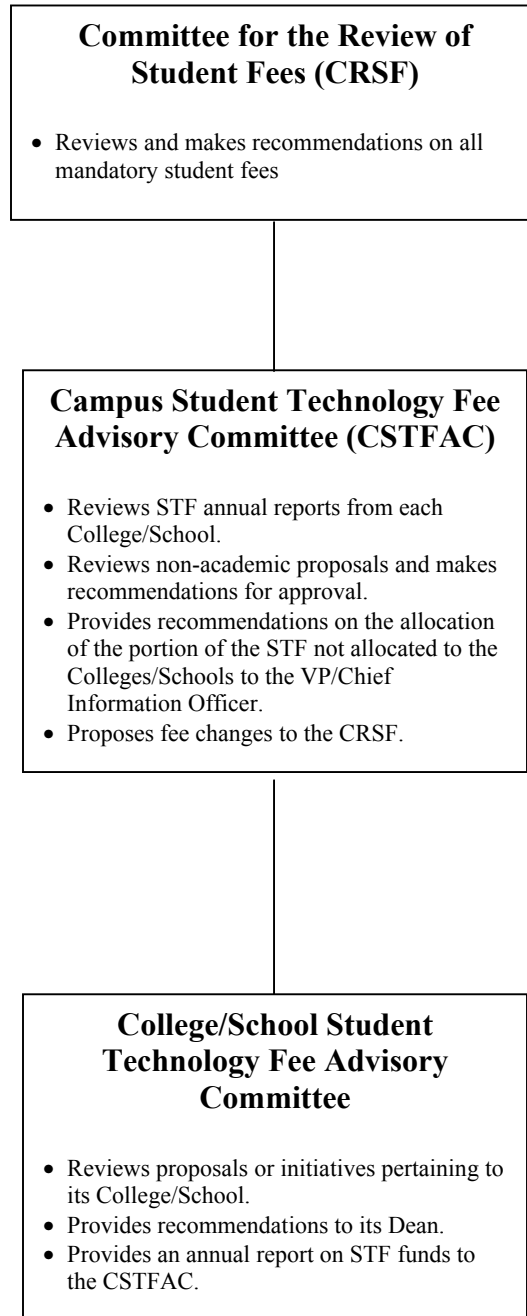 Committee for the Review of
Student Fees (CRSF)
• Reviews and makes recommendations on all
mandatory student fees
Campus Student Technology Fee
Advisory Committee (CSTFAC)
• Reviews STF annual reports from each
College/School.
• Reviews non-academic proposals and makes
recommendations for approval.
• Provides recommendations on the allocation
of the portion of the STF not allocated to the
Colleges/Schools to the VP/Chief
Information Officer.
• Proposes fee changes to the CRSF.
College/School Student
Technology Fee Advisory
Committee
• Reviews proposals or initiatives pertaining to
its College/School.
• Provides recommendations to its Dean.
• Provides an annual report on STF funds to
the CSTFAC.